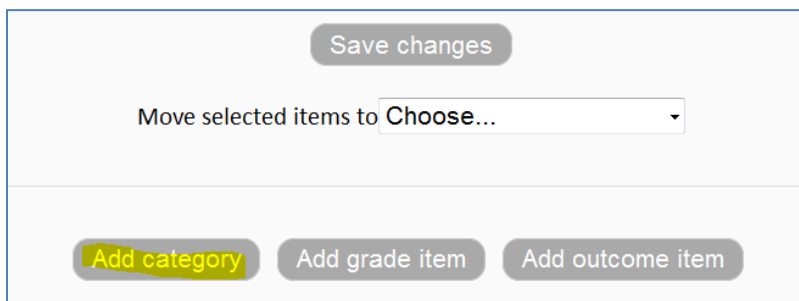 Save changes
Move selected items to Choose...
Add category Add grade item Add outcome item